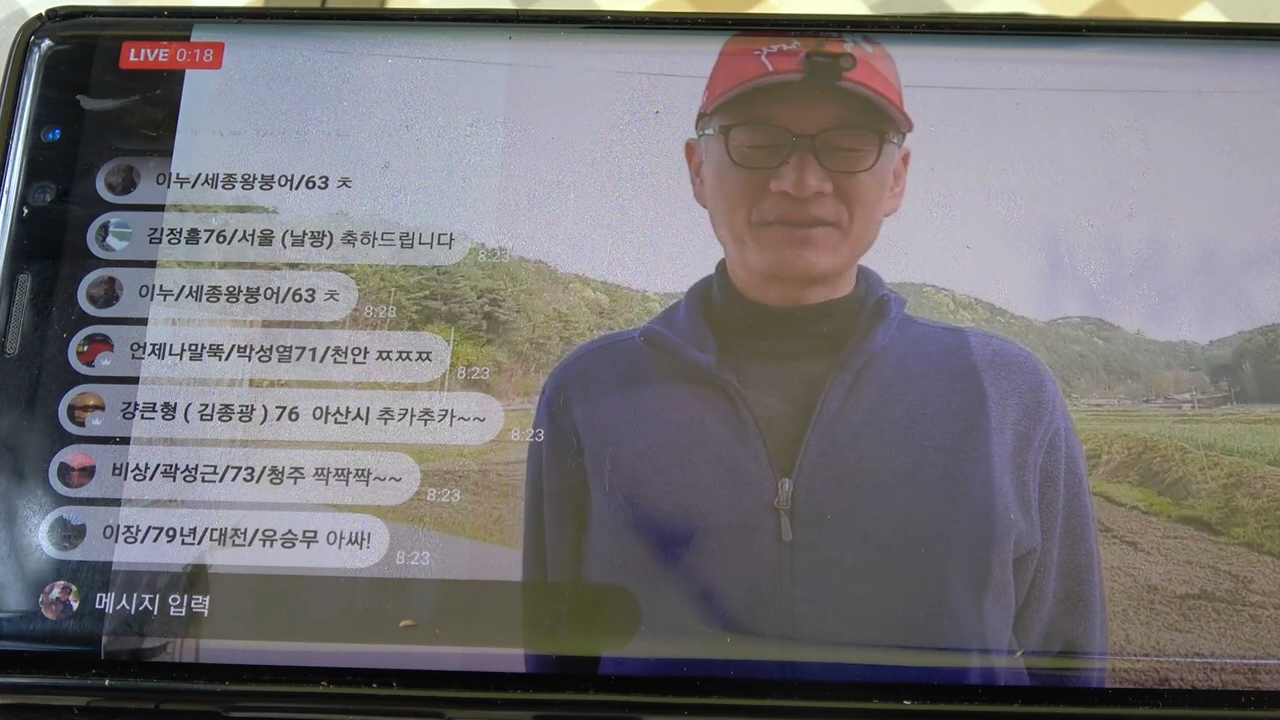 LIVE 0:18
이누/세종왕붕어/63 ㅊ
김정흠76/서울 (날꽝) 축하드립니다
8:23
이누/세종왕붕어/63 ㅊ
8:23
언제나말뚝/박성열71/천안 ㅉㅉㅉ
8:23
걍큰형 ( 김종광 ) 76 아산시 추카추카~~
8:23
비상/곽성근/73/청주 짝짝짝~~
8:23
이장/79년/대전/유승무 아싸!
8:23
메시지 입력